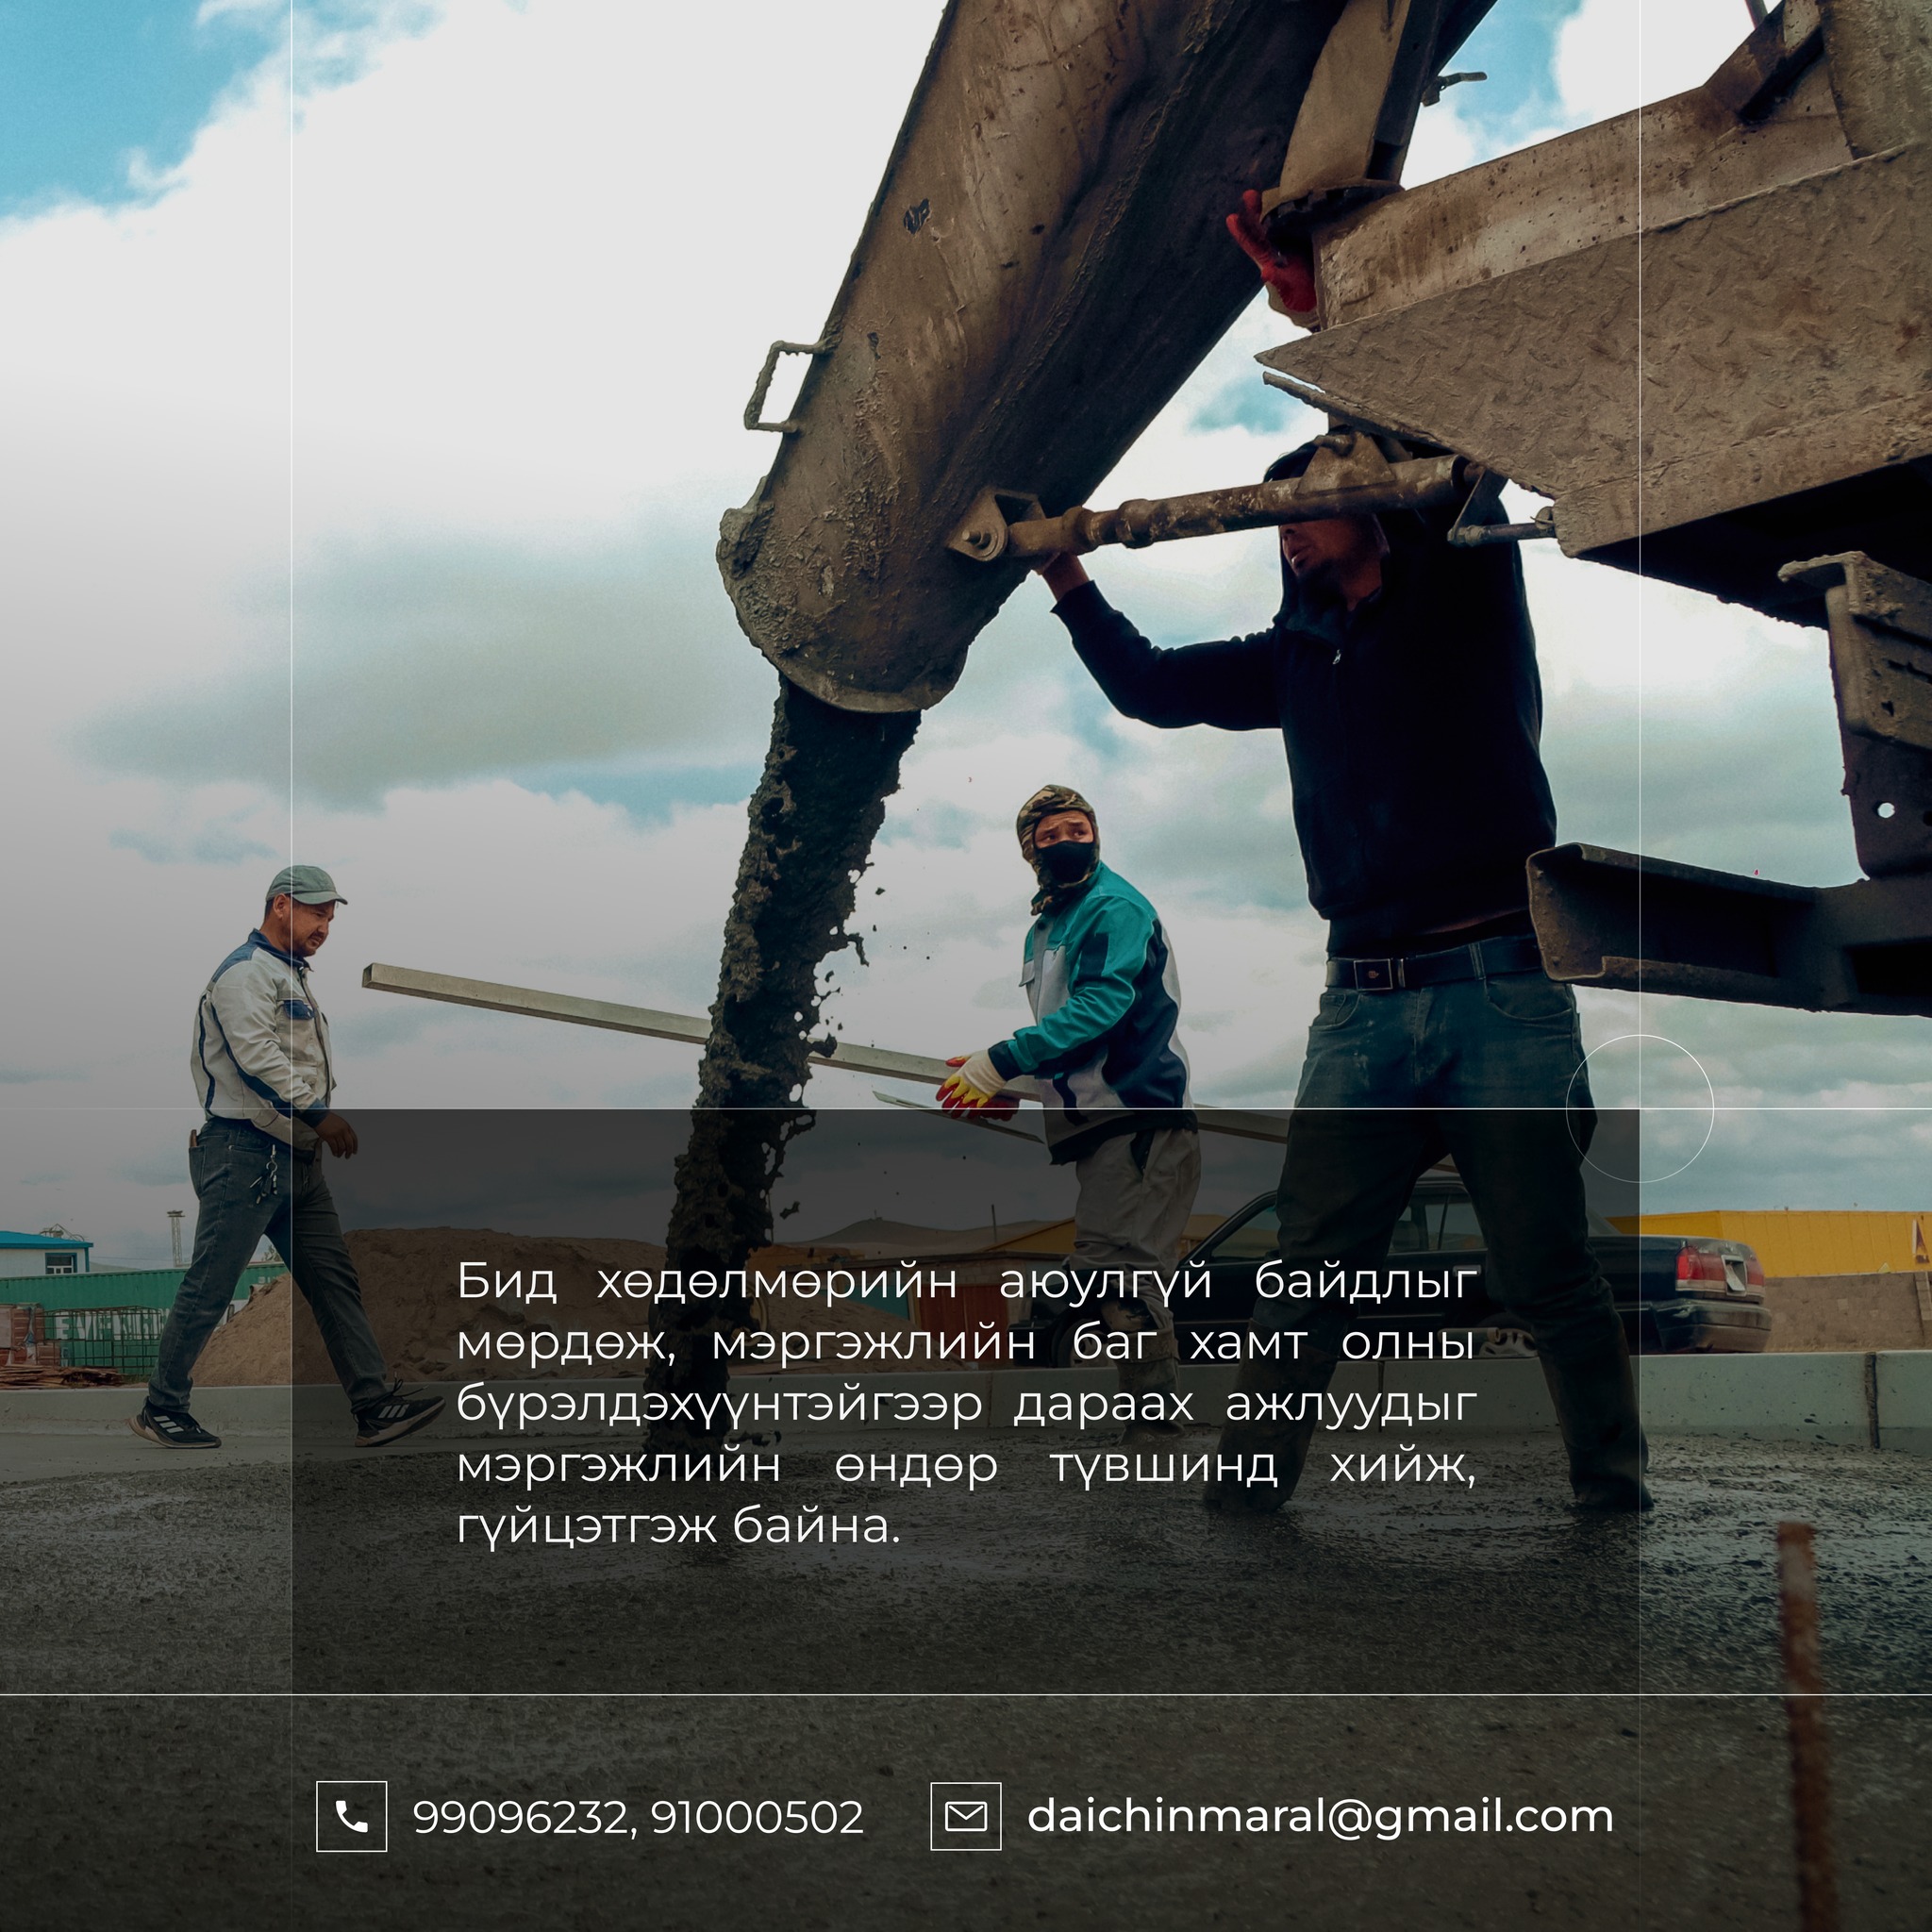 Бид хөдөлмөрийн аюулгүй байдлыг
мөрдөж, мэргэжлийн баг хамт олны
бүрэлдэхүүнтэйгээр дараах ажлуудыг
мэргэжлийн өндөр түвшинд хийж,
гүйцэтгэж байна.
99096232, 91000502
daichinmaral@gmail.com